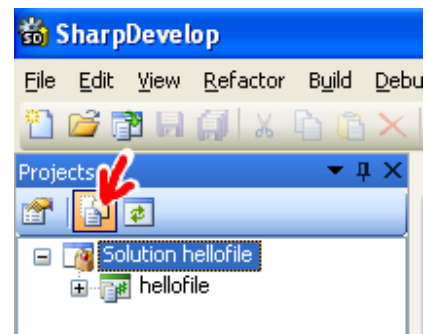 SharpDevelop
File Edit View Refactor Build Debu
Projects
Solution hellofile
hellofile